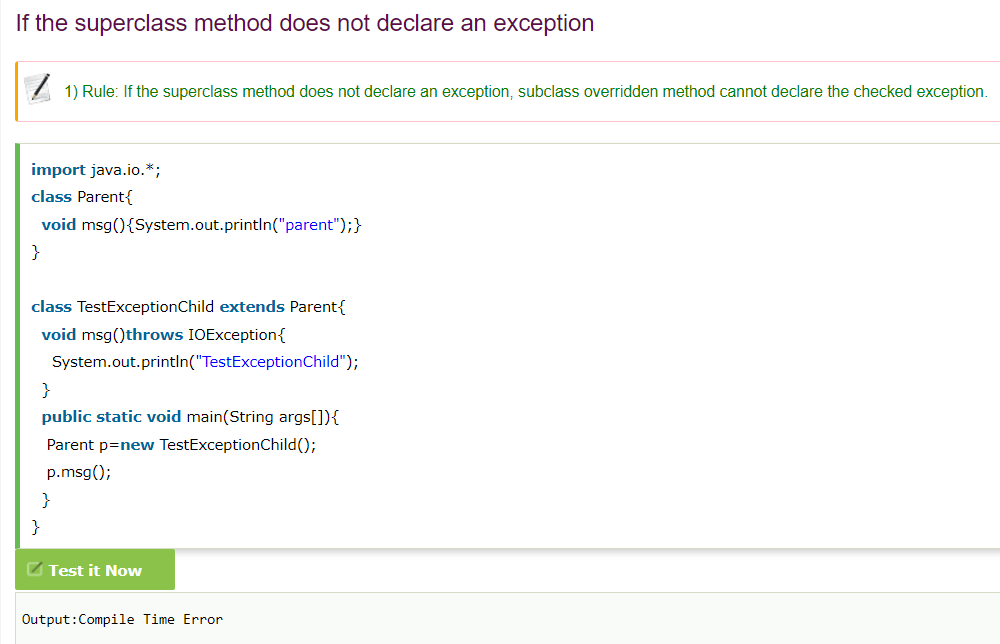 If the superclass method does not declare an exception
1) Rule: If the superclass method does not declare an exception, subclass overridden method cannot declare the checked exception.
import java.io.*;
class Parent{
  void msg(){System.out.println("parent");}
}
class TestExceptionChild extends Parent{
  void msg()throws IOException{
    System.out.println("TestExceptionChild");
  }
  public static void main(String args[]){
   Parent p=new TestExceptionChild();
   p.msg();
  }
}
Test it Now
Output:Compile Time Error